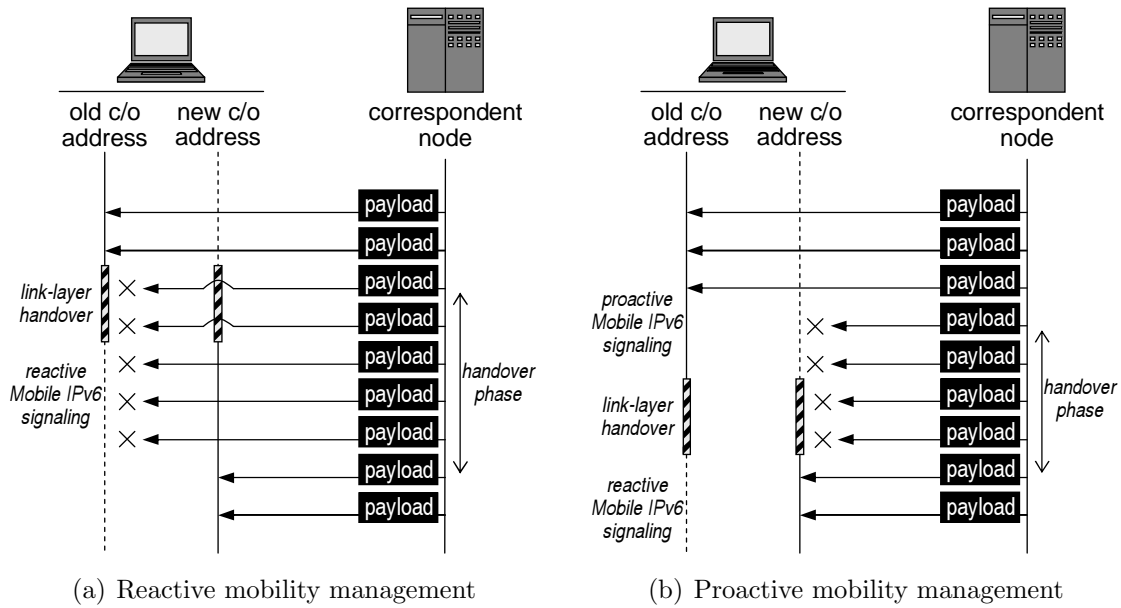 old c/o
address
new c/o
address
correspondent
node
payload
payload
payload
payload
payload
payload
payload
payload
payload
link-layer
handover
reactive
Mobile IPv6
signaling
handover
phase
(a) Reactive mobility management
old c/o
address
new c/o
address
correspondent
node
payload
payload
payload
payload
payload
payload
payload
payload
payload
proactive
Mobile IPv6
signaling
link-layer
handover
reactive
Mobile IPv6
signaling
handover
phase
(b) Proactive mobility management